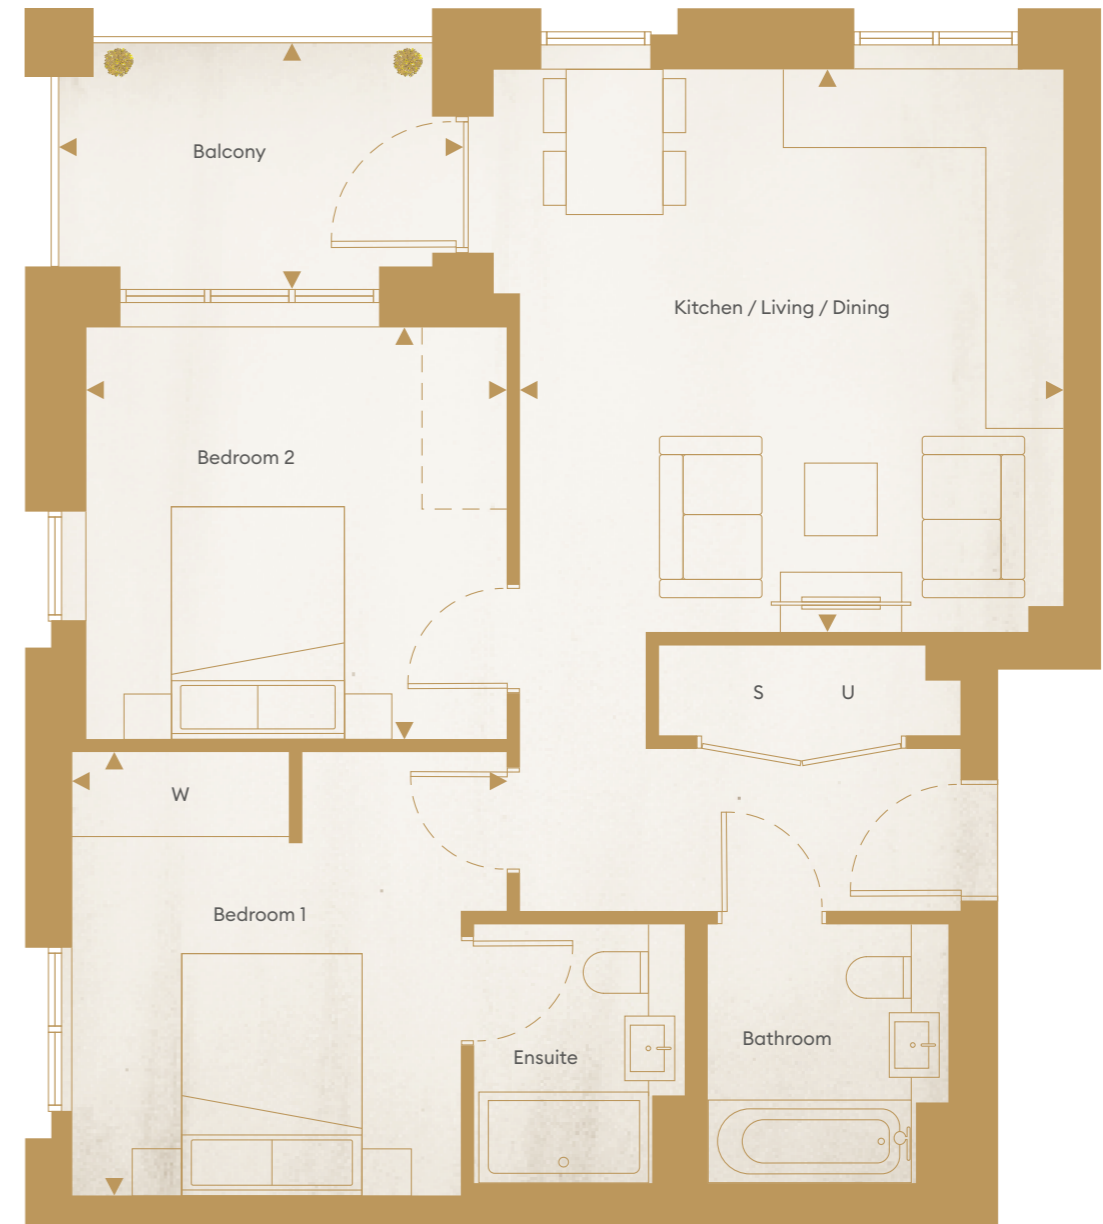 Balcony
Kitchen / Living / Dining
Bedroom 2
S
U
W
Bedroom 1
Ensuite
Bathroom